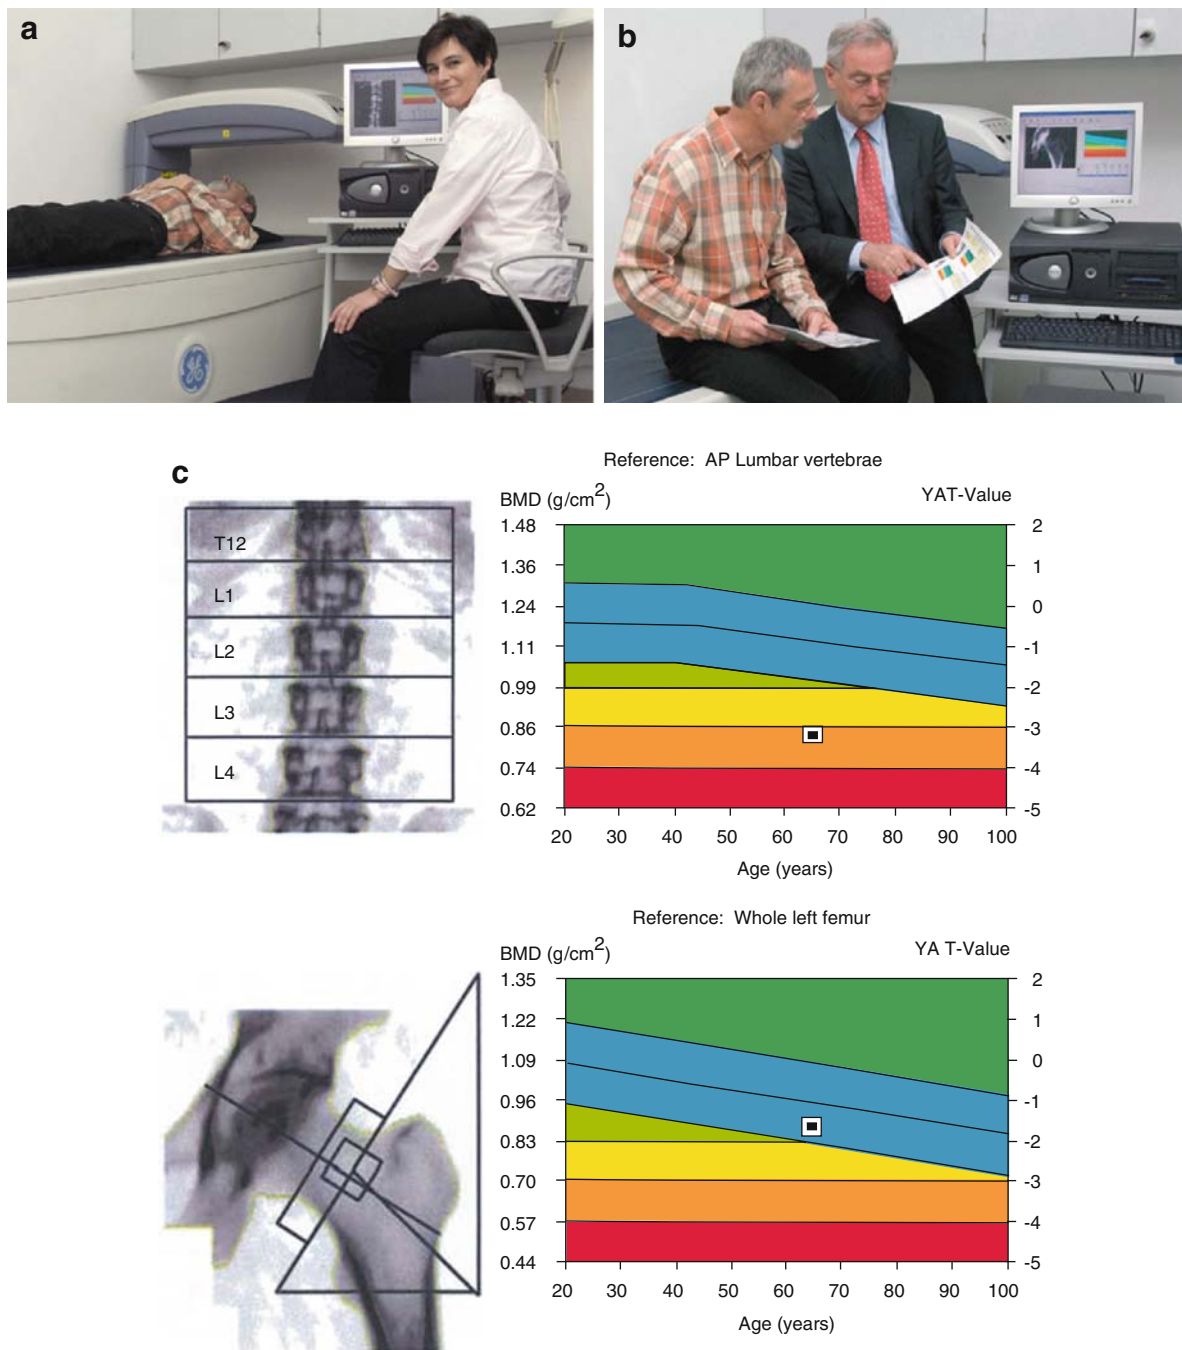 a
b
GE
c
T12
L1
L2
L3
L4
Reference: AP Lumbar vertebrae
BMD (g/cm2)
YAT-Value
1.48
1.36
1.24
1.11
0.99
0.86
0.74
0.62
2
1
0
-1
-2
-3
-4
-5
20 30 40 50 60 70 80 90 100
Age (years)
Reference: Whole left femur
BMD (g/cm2)
YA T-Value
1.35
1.22
1.09
0.96
0.83
0.70
0.57
0.44
2
1
0
-1
-2
-3
-4
-5
20 30 40 50 60 70 80 90 100
Age (years)